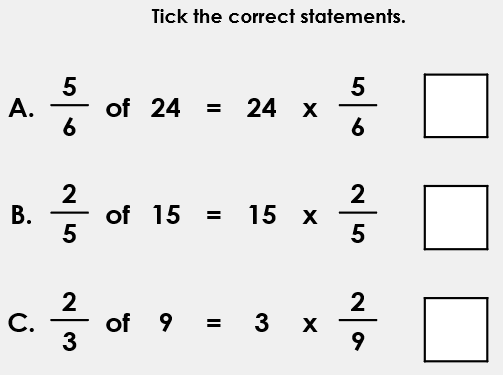 Tick the correct statements.
A. 5/6 of 24 = 24 x 5/6
B. 2/5 of 15 = 15 x 2/5
C. 2/3 of 9 = 3 x 2/9